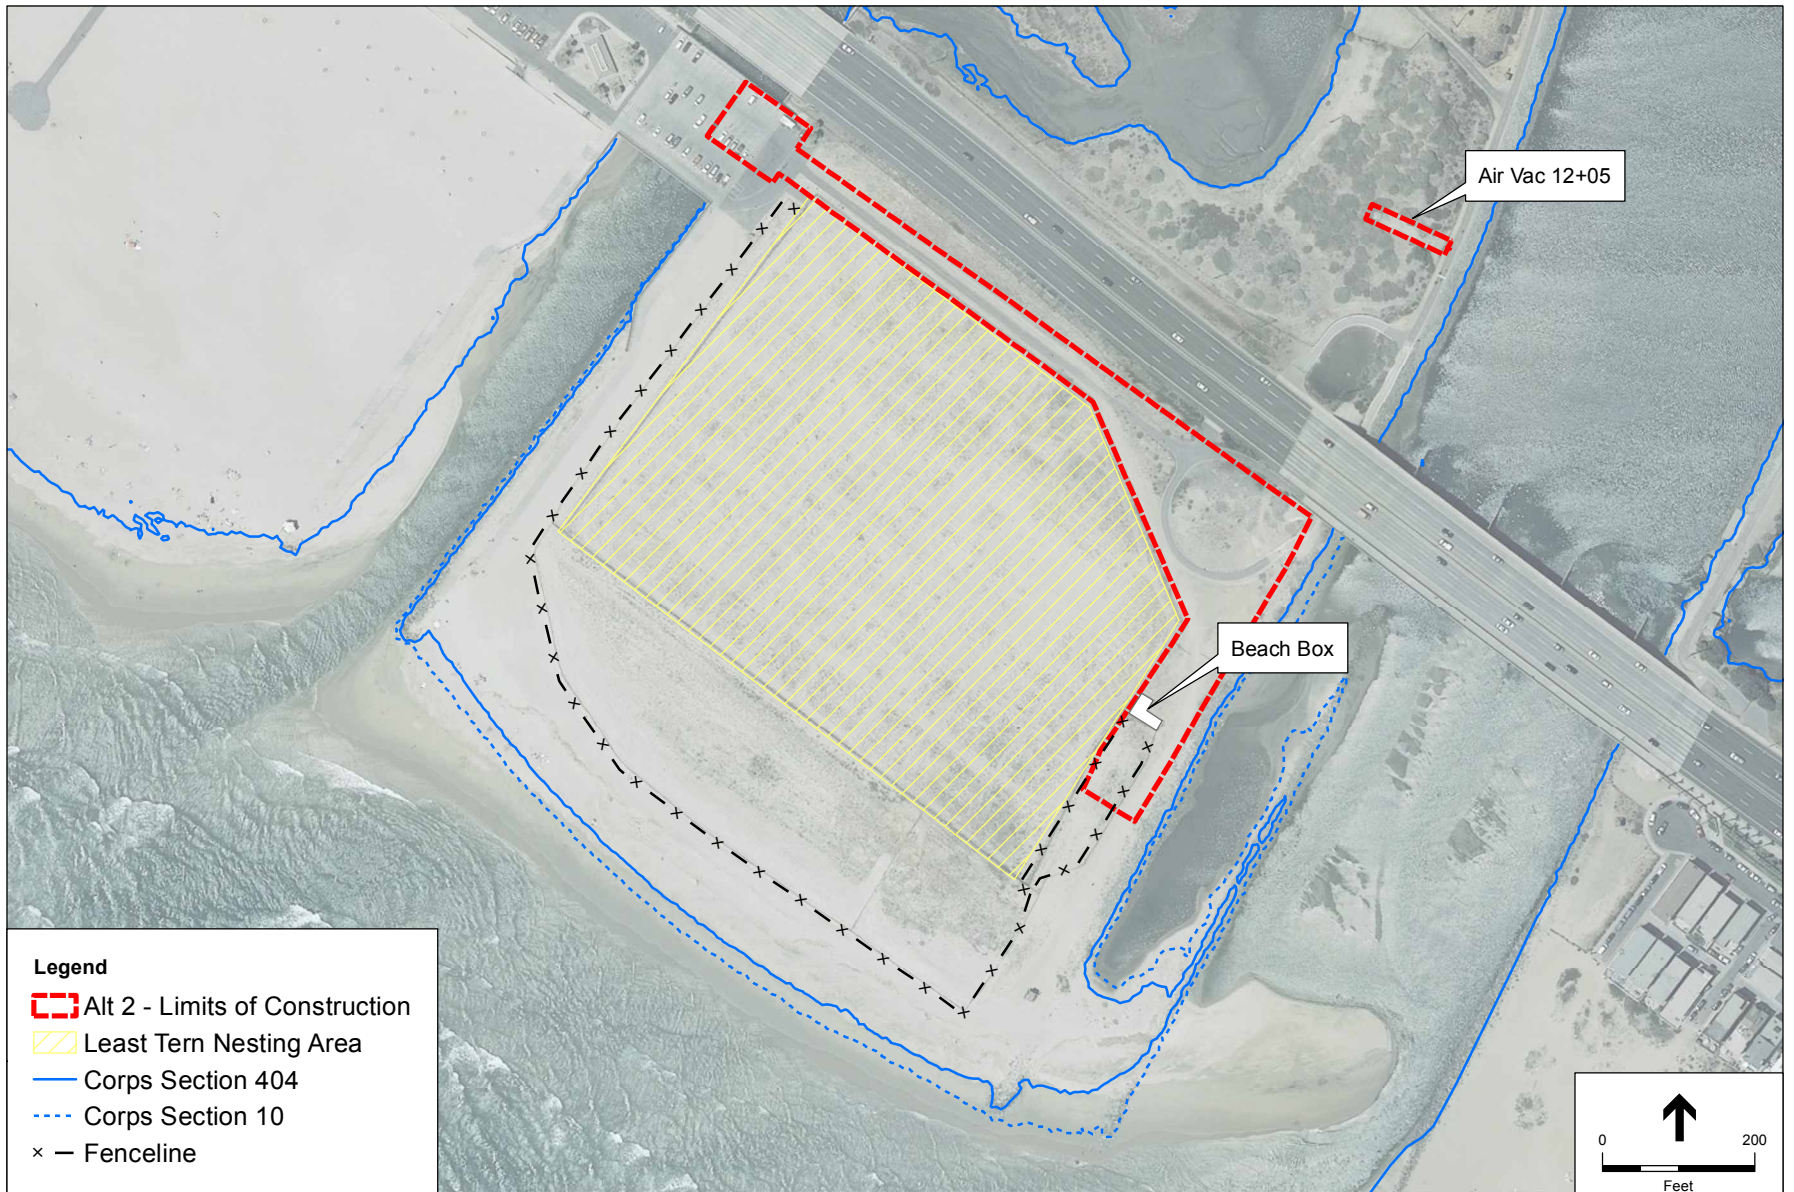 Air Vac 12+05
Beach Box
Legend
Alt 2 - Limits of Construction
Least Tern Nesting Area
Corps Section 404
Corps Section 10
Fenceline
0 200
Feet